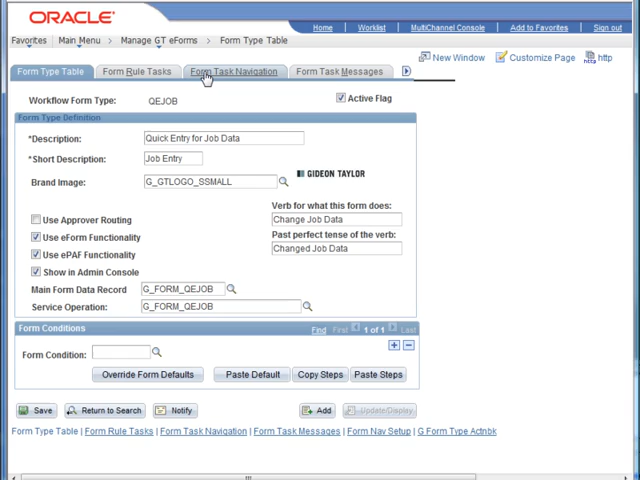 ORACLE
Home Worklist MultiChannel Console Add to Favorites Sign out
Favorites Main Menu > Manage GT eForms > Form Type Table
New Window Customize Page http
Form Type Table Form Rule Tasks Form Task Navigation Form Task Messages
Workflow Form Type: QEJOB Active Flag
Form Type Definition
*Description: Quick Entry for Job Data
*Short Description: Job Entry
Brand Image: G_GTLOGO_SSMALL GIDEON TAYLOR
Verb for what this form does:
Use Approver Routing Change Job Data
Use eForm Functionality Past perfect tense of the verb:
Use ePAF Functionality Changed Job Data
Show in Admin Console
Main Form Data Record G_FORM_QEJOB
Service Operation: G_FORM_QEJOB
Form Conditions Find First 1 of 1 Last
Form Condition:
Override Form Defaults Paste Default Copy Steps Paste Steps
Save Return to Search Notify Add Update/Display
Form Type Table | Form Rule Tasks | Form Task Navigation | Form Task Messages | Form Nav Setup | G Form Type Actnbk